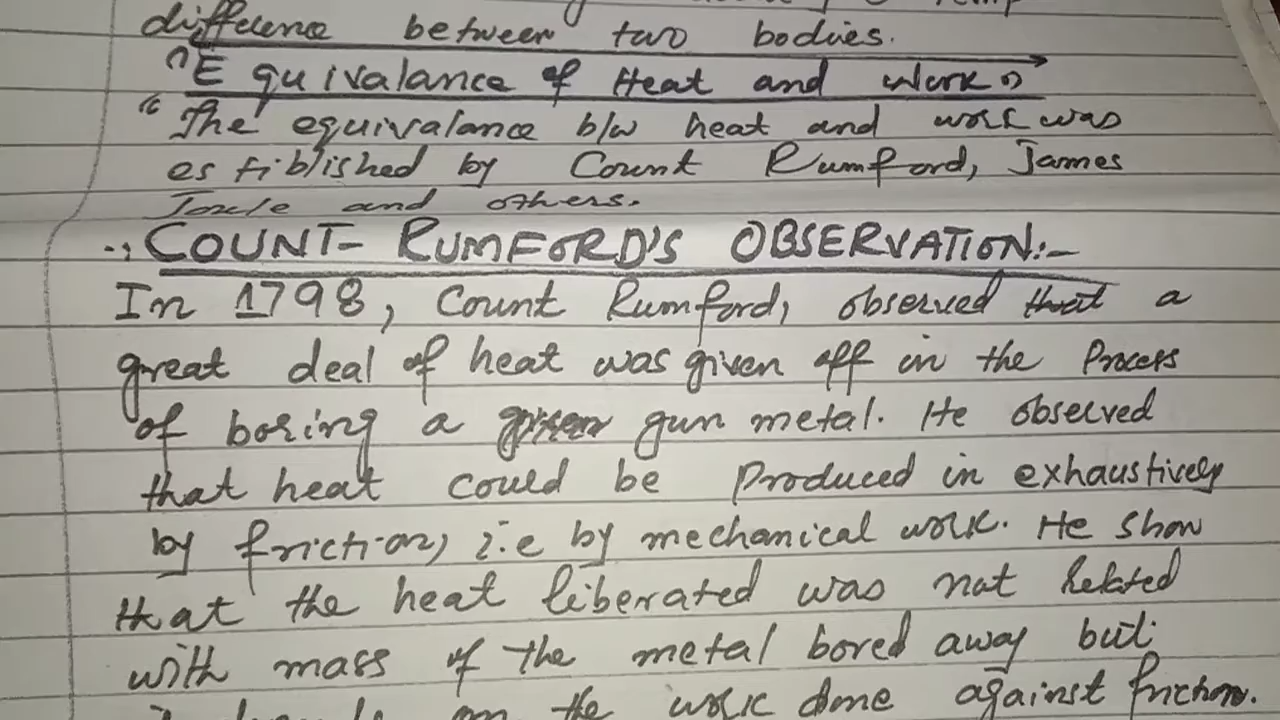 Temp
difference between two bodies.
"Equivalance of Heat and Work"
"The equivalance b/w heat and work was
estiblished by Count Rumford, James
Joule and others.
COUNT- RUMFORD'S OBSERVATION:-
In 1798, Count Rumford, observed that a
great deal of heat was given off in the Process
of boring a gun metal. He observed
that heat could be Produced in exhaustively
by friction, i.e by mechanical work. He show
that the heat liberated was not related
with mass of the metal bored away but
on the work done against friction.